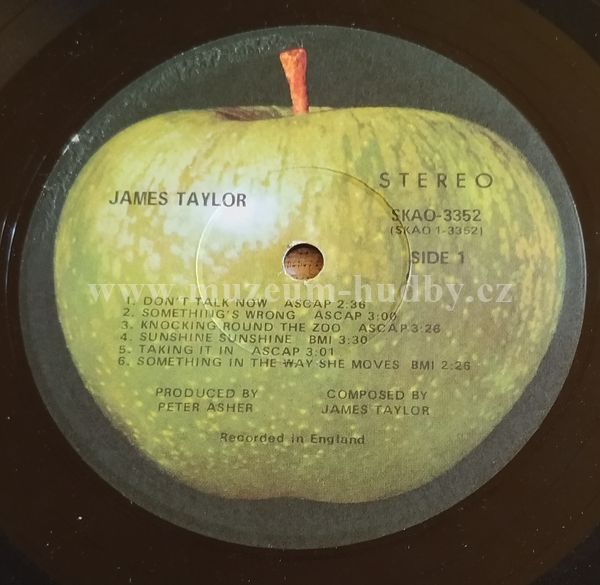 STEREO
JAMES TAYLOR
SKAO-3352
(SKAO 1-3352)
SIDE 1
www.muzeum-hudby.cz
1. DON'T TALK NOW ASCAP 2:36
2. SOMETHING'S WRONG ASCAP 3:00
3. KNOCKING ROUND THE ZOO ASCAP 3:26
4. SUNSHINE SUNSHINE BMI 3:30
5. TAKING IT IN ASCAP 3:01
6. SOMETHING IN THE WAY SHE MOVES BMI 2:26
PRODUCED BY
PETER ASHER
COMPOSED BY
JAMES TAYLOR
Recorded in England